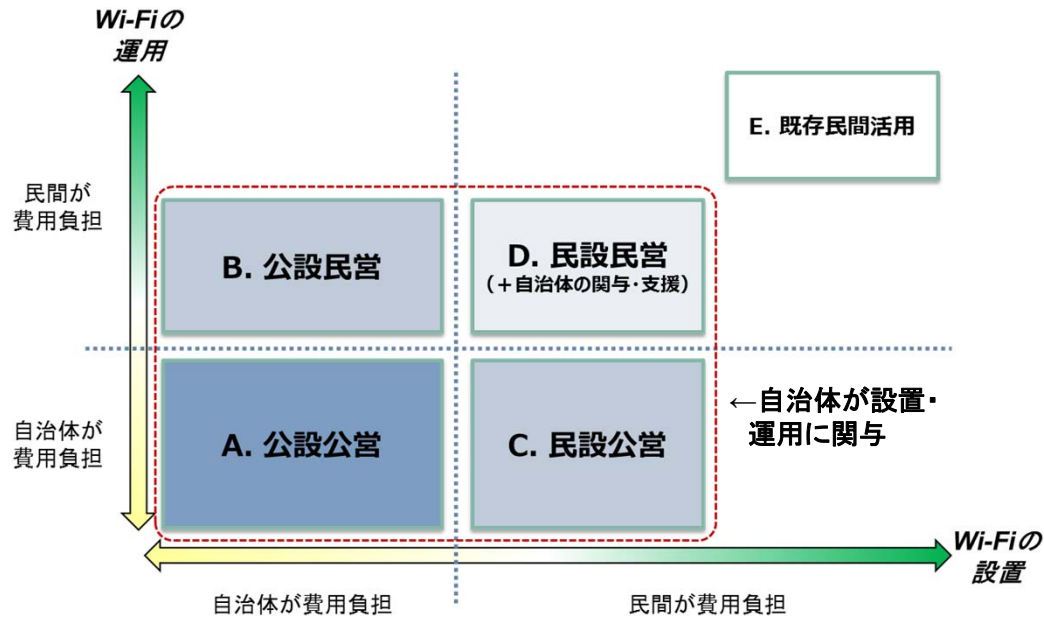 Wi-Fiの
運用
E. 既存民間活用
民間が
費用負担
B. 公設民営
D. 民設民営
(+自治体の関与・支援)
自治体が
費用負担
A. 公設公営
C. 民設公営
←自治体が設置・
運用に関与
Wi-Fiの
設置
自治体が費用負担
民間が費用負担